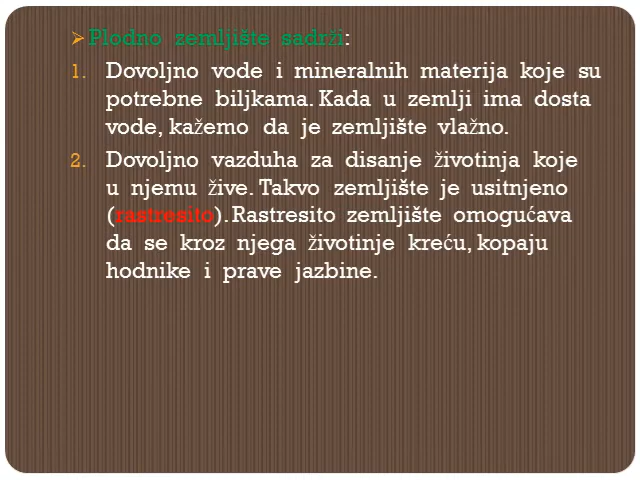 ➢ Plodno zemljište sadrži:
1. Dovoljno vode i mineralnih materija koje su
potrebne biljkama. Kada u zemlji ima dosta
vode, kažemo da je zemljište vlažno.
2. Dovoljno vazduha za disanje životinja koje
u njemu žive. Takvo zemljište je usitnjeno
(rastresito). Rastresito zemljište omogućava
da se kroz njega životinje kreću, kopaju
hodnike i prave jazbine.